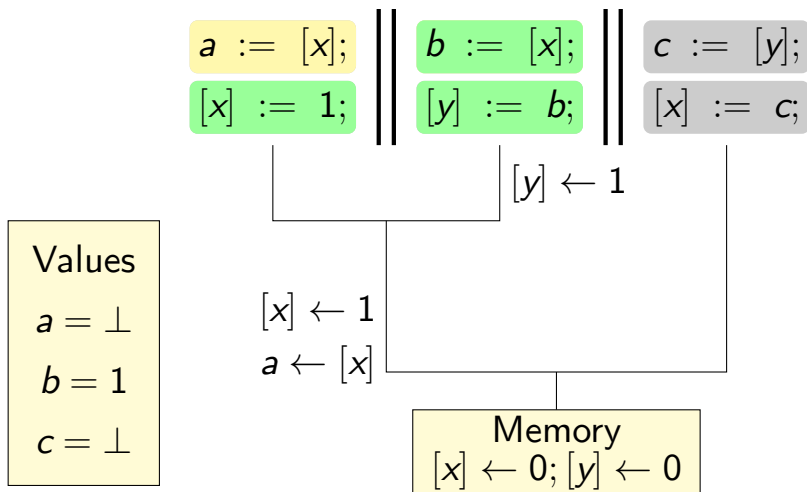 a := [x]; b := [x]; c := [y];
[x] := 1; [y] := b; [x] := c;
[y] ← 1
Values
a = ⊥
b = 1
c = ⊥
[x] ← 1
a ← [x]
Memory
[x] ← 0; [y] ← 0